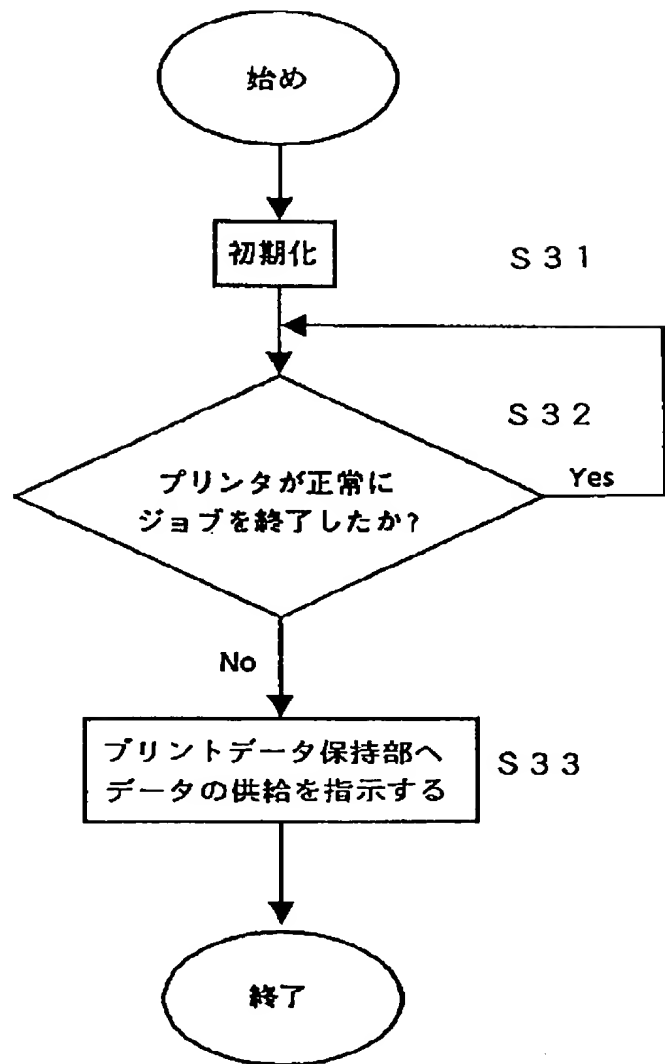 始め
初期化
S31
S32
プリンタが正常に
ジョブを終了したか?
Yes
No
プリントデータ保持部へ
データの供給を指示する
S33
終了